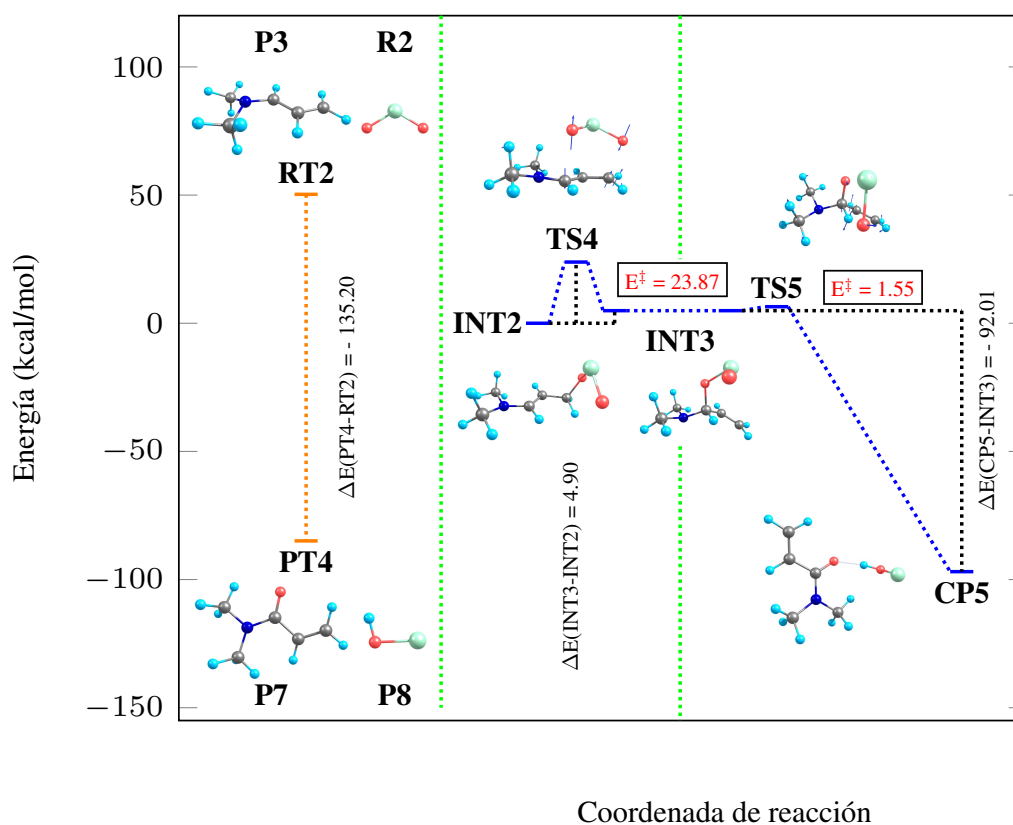 P3 R2
100
RT2
50
TS4
E‡ = 23.87
TS5
E‡ = 1.55
INT2
INT3
0
Energía (kcal/mol)
ΔE(PT4-RT2) = - 135.20
ΔE(INT3-INT2) = 4.90
ΔE(CP5-INT3) = - 92.01
−50
PT4
−100
CP5
P7 P8
−150
Coordenada de reacción